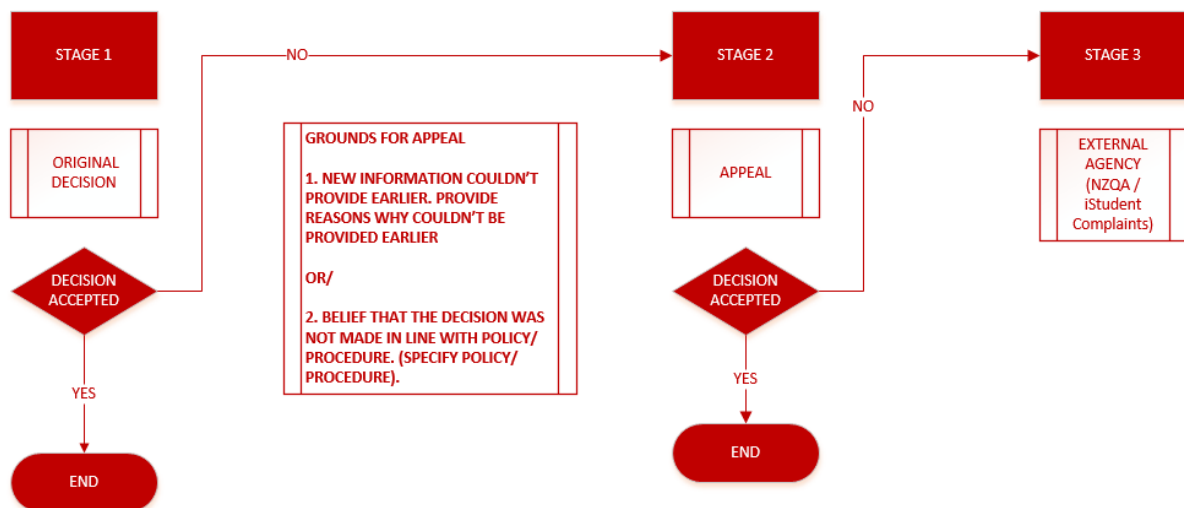 STAGE 1
NO
STAGE 2
STAGE 3
NO
ORIGINAL
DECISION
GROUNDS FOR APPEAL
1. NEW INFORMATION COULDN'T
PROVIDE EARLIER. PROVIDE
REASONS WHY COULDN'T BE
PROVIDED EARLIER
OR/
2. BELIEF THAT THE DECISION WAS
NOT MADE IN LINE WITH POLICY/
PROCEDURE. (SPECIFY POLICY/
PROCEDURE).
APPEAL
EXTERNAL
AGENCY
(NZQA /
iStudent
Complaints)
DECISION
ACCEPTED
DECISION
ACCEPTED
YES
YES
END
END